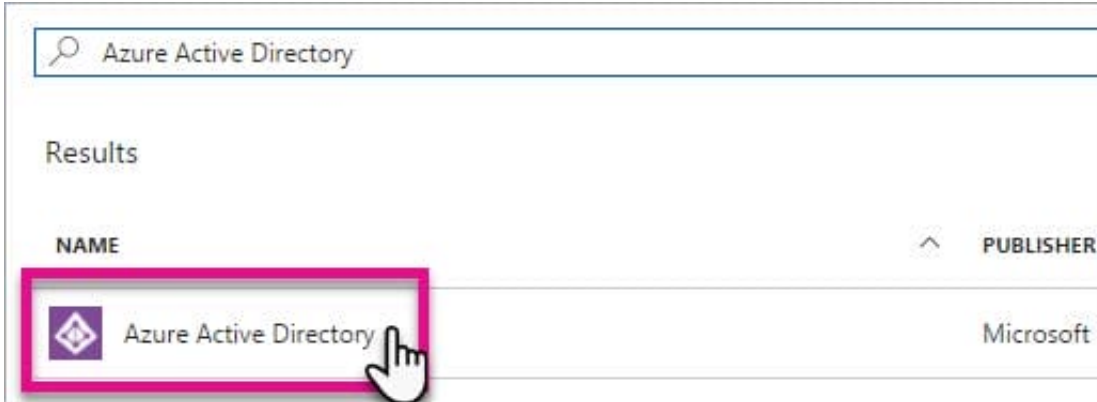 Azure Active Directory
Results
NAME PUBLISHER
Azure Active Directory Microsoft